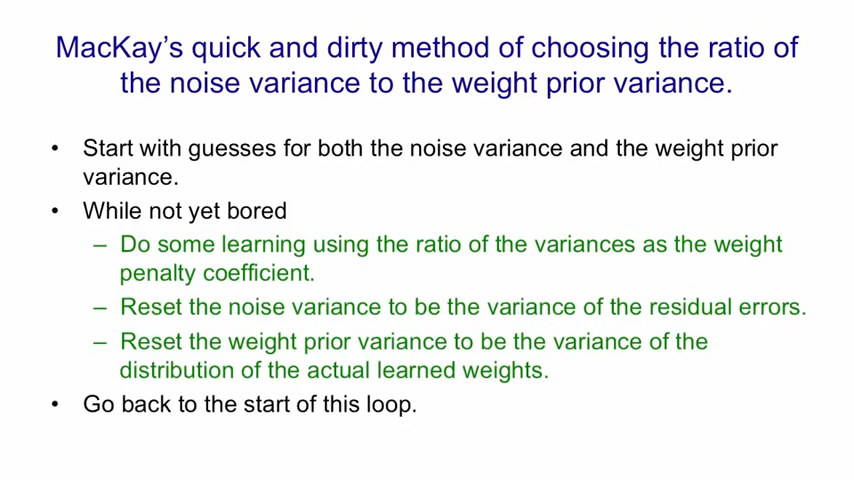 MacKay's quick and dirty method of choosing the ratio of
the noise variance to the weight prior variance.
• Start with guesses for both the noise variance and the weight prior
variance.
• While not yet bored
– Do some learning using the ratio of the variances as the weight
penalty coefficient.
– Reset the noise variance to be the variance of the residual errors.
– Reset the weight prior variance to be the variance of the
distribution of the actual learned weights.
• Go back to the start of this loop.